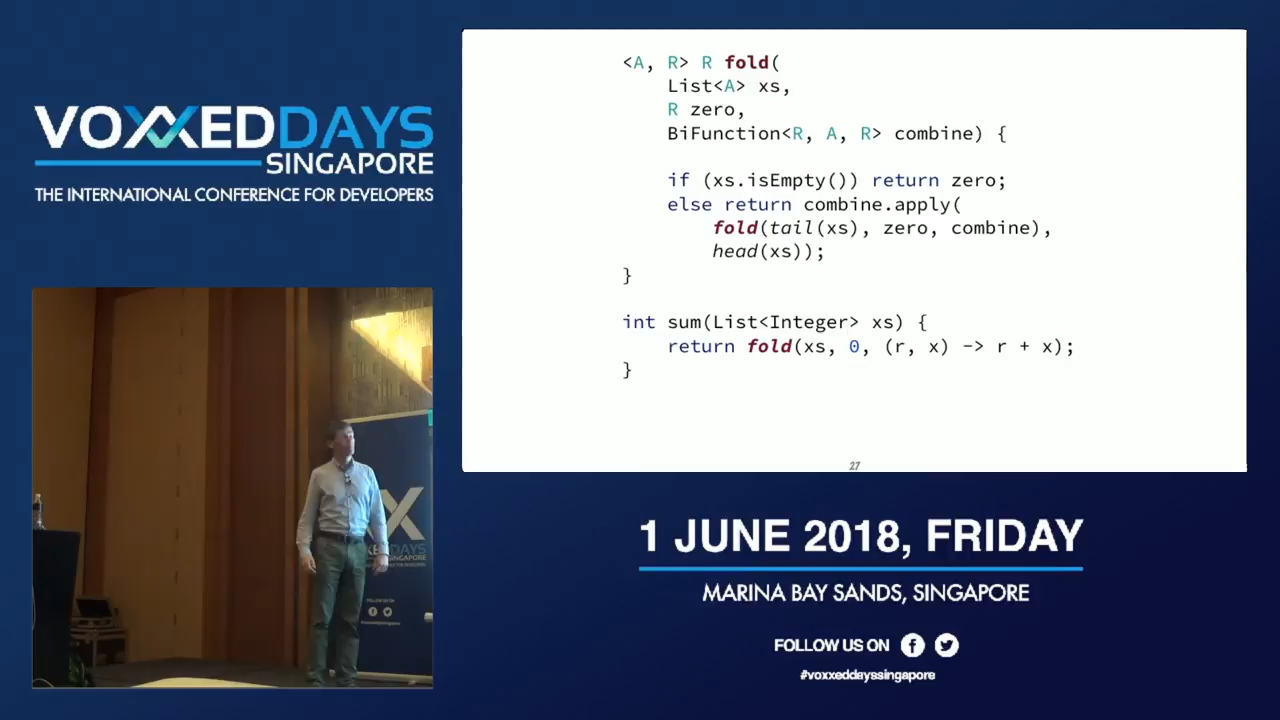 VOXXEDDAYS
SINGAPORE
THE INTERNATIONAL CONFERENCE FOR DEVELOPERS
<A, R> R fold(
List<A> xs,
R zero,
BiFunction<R, A, R> combine) {
if (xs.isEmpty()) return zero;
else return combine.apply(
fold(tail(xs), zero, combine),
head(xs));
}
int sum(List<Integer> xs) {
return fold(xs, 0, (r, x) -> r + x);
}
27
1 JUNE 2018, FRIDAY
MARINA BAY SANDS, SINGAPORE
FOLLOW US ON
#voxxeddayssingapore